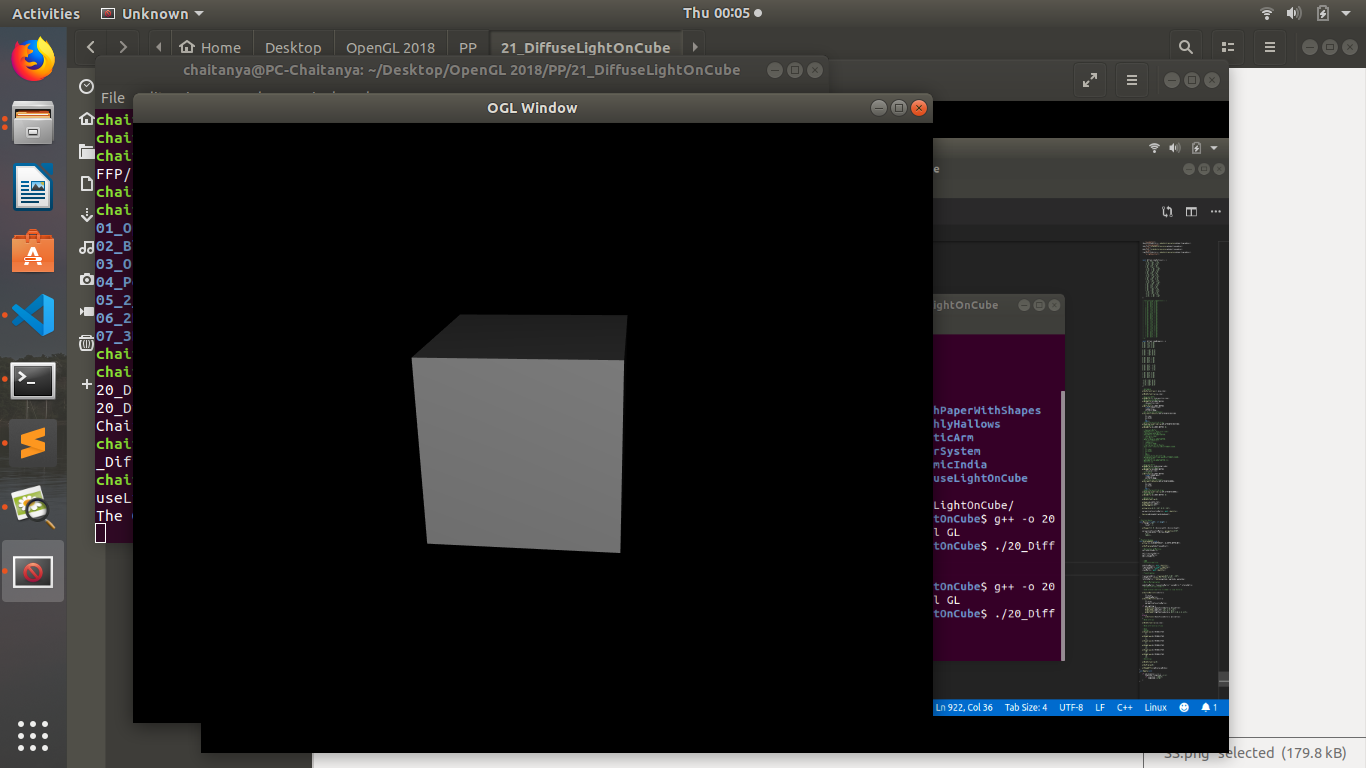 Activities Unknown Thu 00:05
Home Desktop OpenGL 2018 PP 21_DiffuseLightOnCube
chaitanya@PC-Chaitanya: ~/Desktop/OpenGL 2018/PP/21_DiffuseLightOnCube
File
OGL Window
chai
chai
chai
FFP/
chai
chai
01_O
02_B
03_O
04_P
05_2
06_2
07_3
chai
chai
20_D
20_D
Chai
chai
_Dif
chai
useL
The
ightOnCube
hPaperWithShapes
hlyHallows
ticArm
rSystem
micIndia
useLightOnCube
LightOnCube/
tOnCube$ g++ -o 20
l GL
tOnCube$ ./20_Diff
tOnCube$ g++ -o 20
l GL
tOnCube$ ./20_Diff
Ln 922, Col 36 Tab Size: 4 UTF-8 LF C++ Linux 1
selected (179.8 kB)